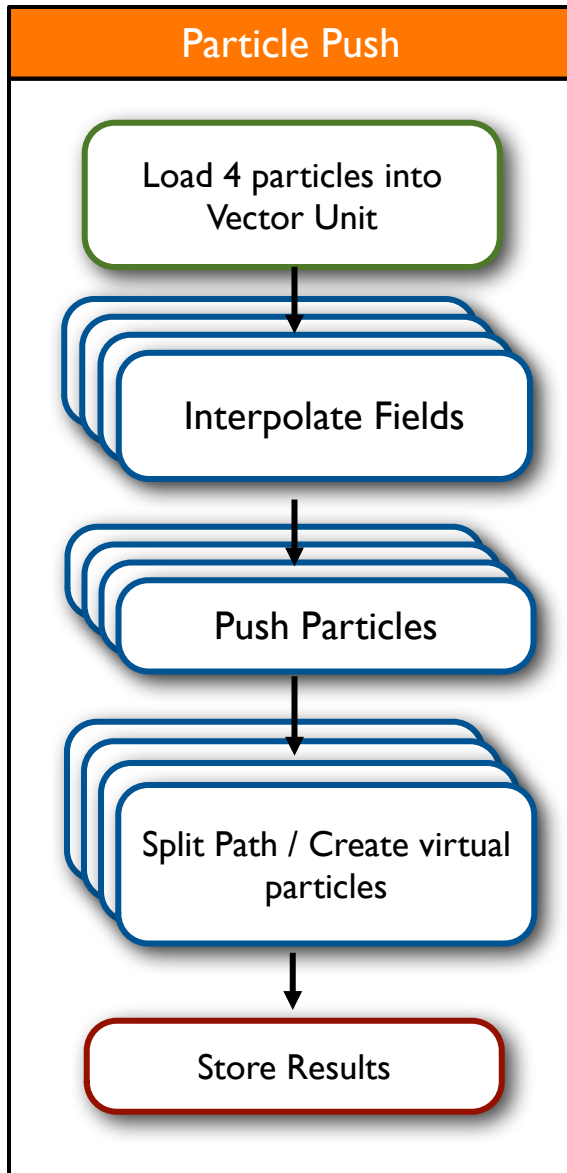 Particle Push
Load 4 particles into
Vector Unit
Interpolate Fields
Push Particles
Split Path / Create virtual
particles
Store Results